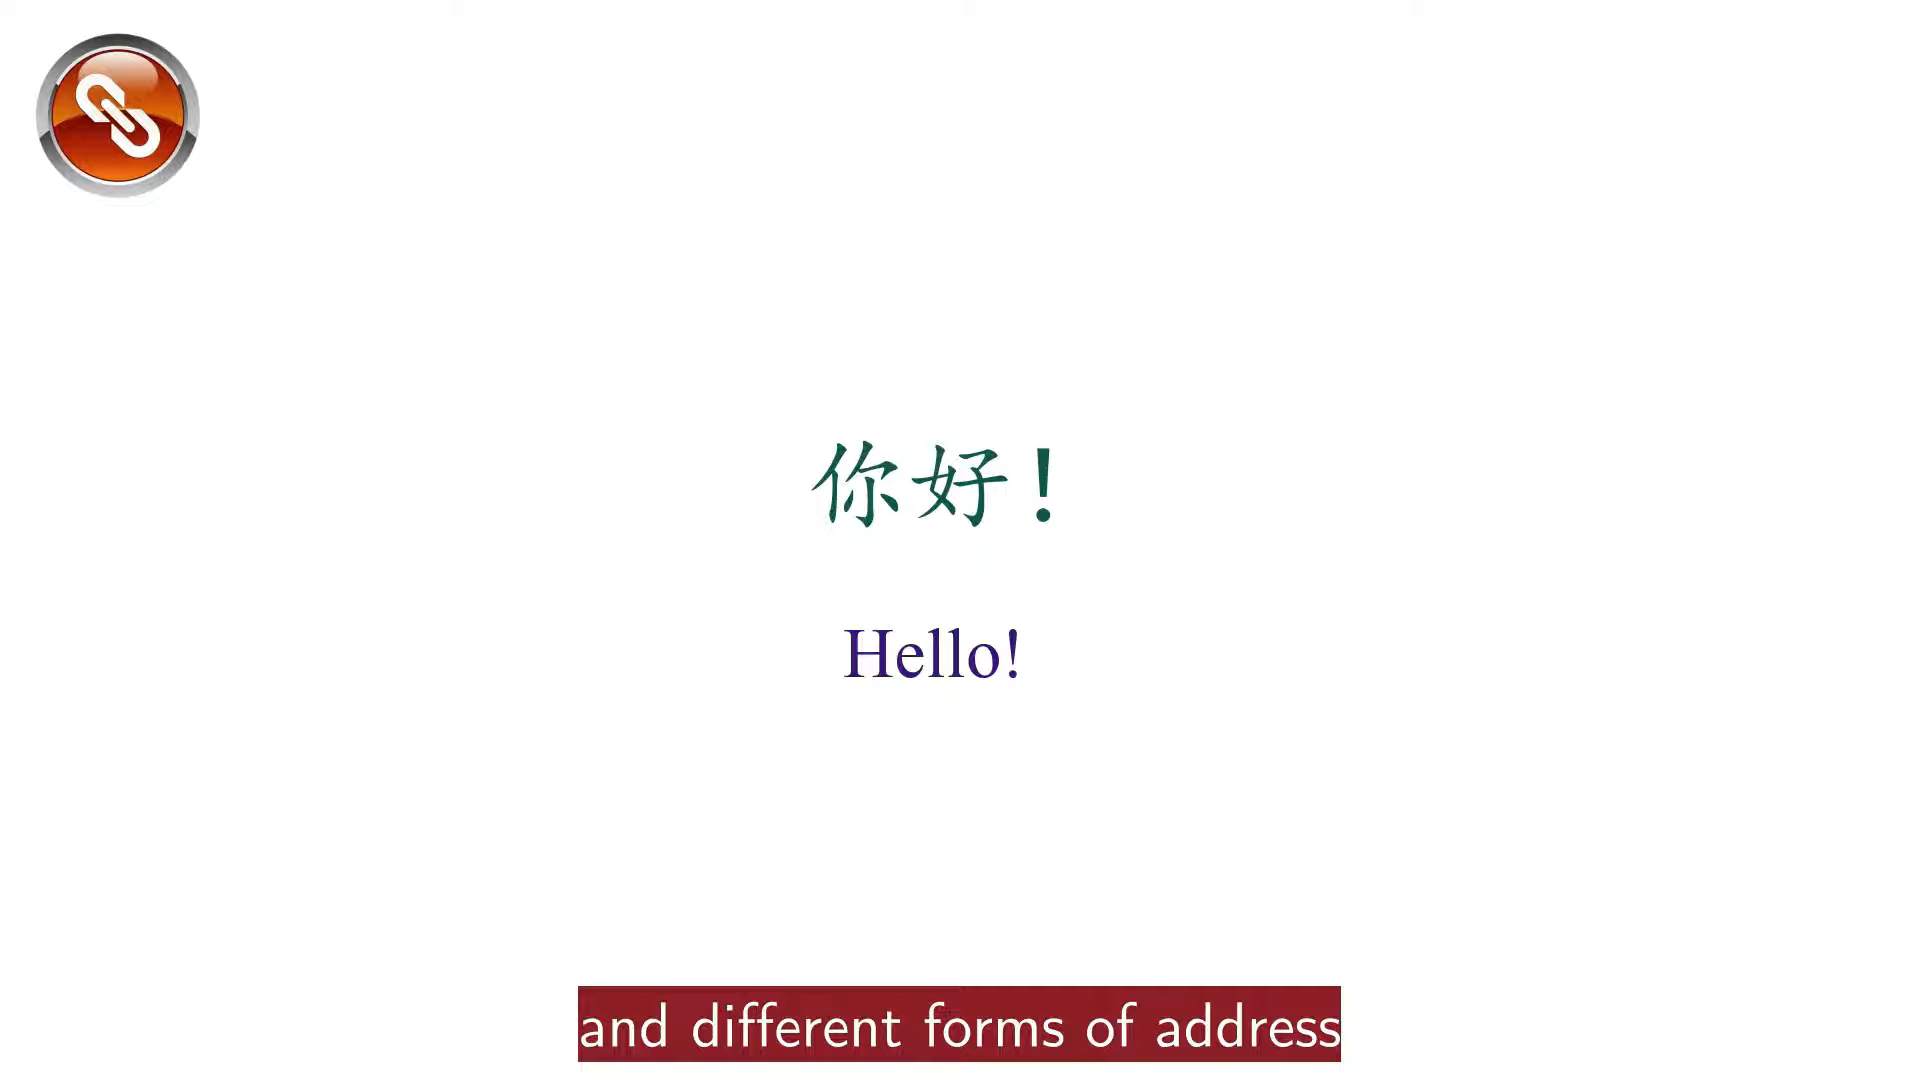 你好!
Hello!
and different forms of address